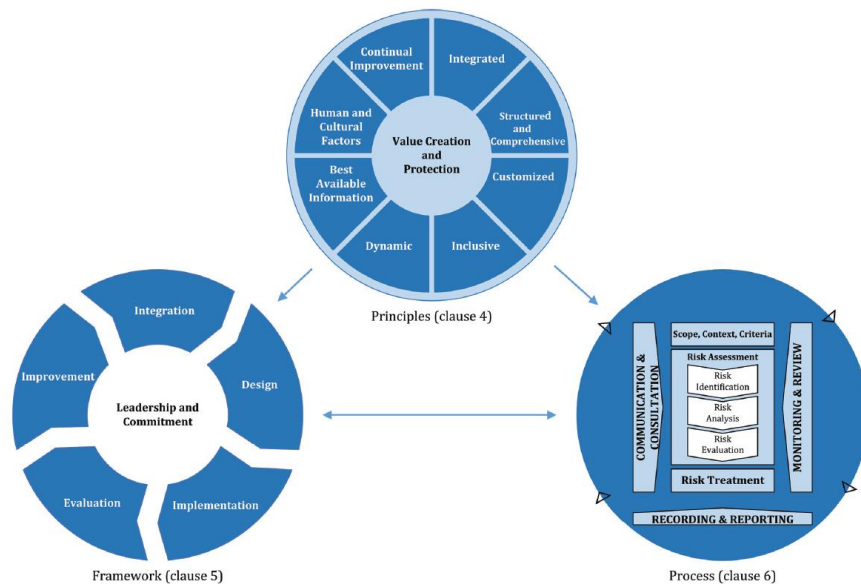 Continual
Improvement
Integrated
Structured
and
Comprehensive
Customized
Inclusive
Dynamic
Best
Available
Information
Human and
Cultural
Factors
Value Creation
and
Protection
Principles (clause 4)
Integration
Design
Implementation
Evaluation
Improvement
Leadership and
Commitment
Framework (clause 5)
Scope, Context, Criteria
Risk Assessment
Risk
Identification
Risk
Analysis
Risk
Evaluation
Risk Treatment
COMMUNICATION &
CONSULTATION
MONITORING & REVIEW
RECORDING & REPORTING
Process (clause 6)